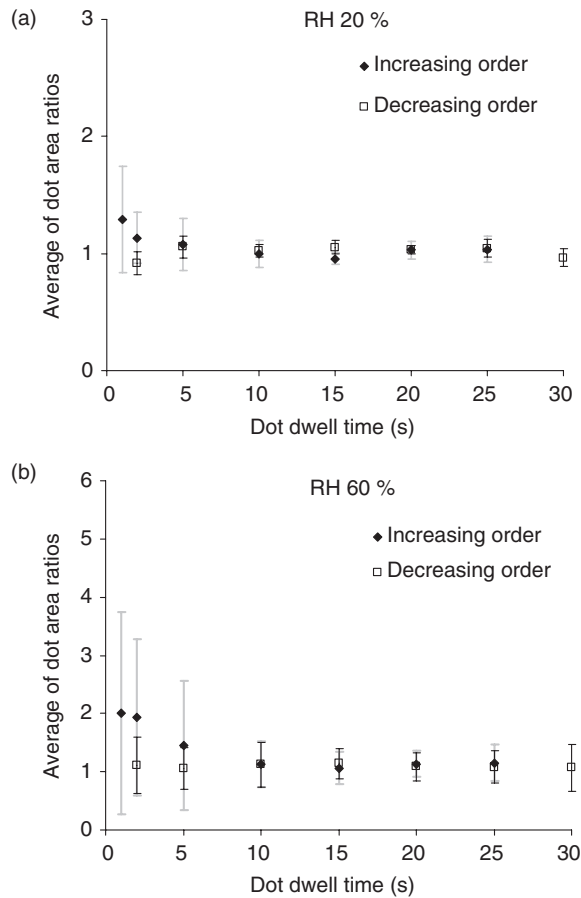 (a)
RH 20 %
3
2
1
0
Average of dot area ratios
Increasing order
Decreasing order
0 5 10 15 20 25 30
Dot dwell time (s)
(b)
RH 60 %
6
5
4
3
2
1
0
Average of dot area ratios
Increasing order
Decreasing order
0 5 10 15 20 25 30
Dot dwell time (s)